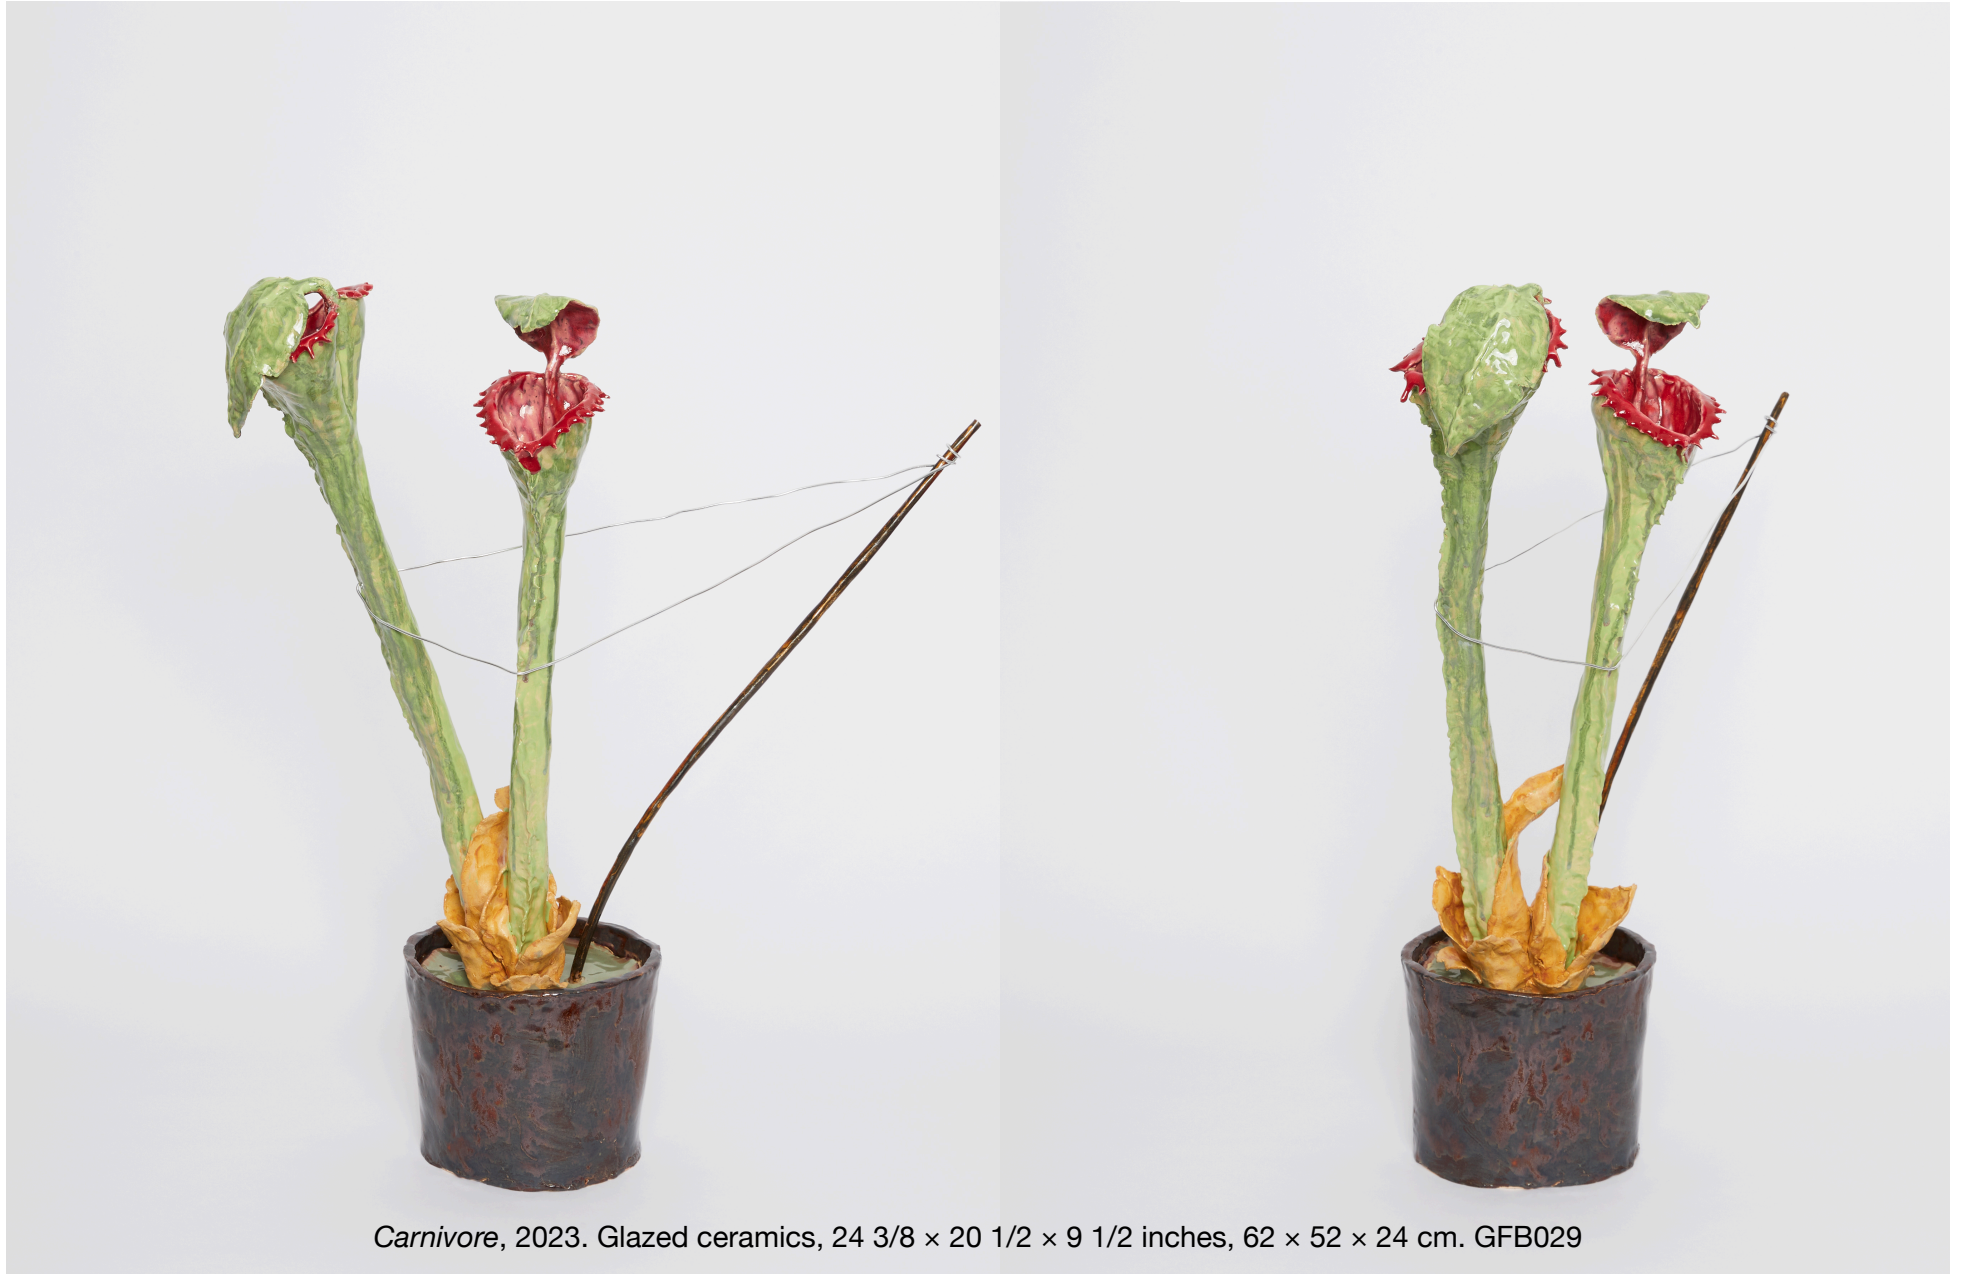 Carnivore, 2023. Glazed ceramics, 24 3/8 × 20 1/2 × 9 1/2 inches, 62 × 52 × 24 cm. GFB029